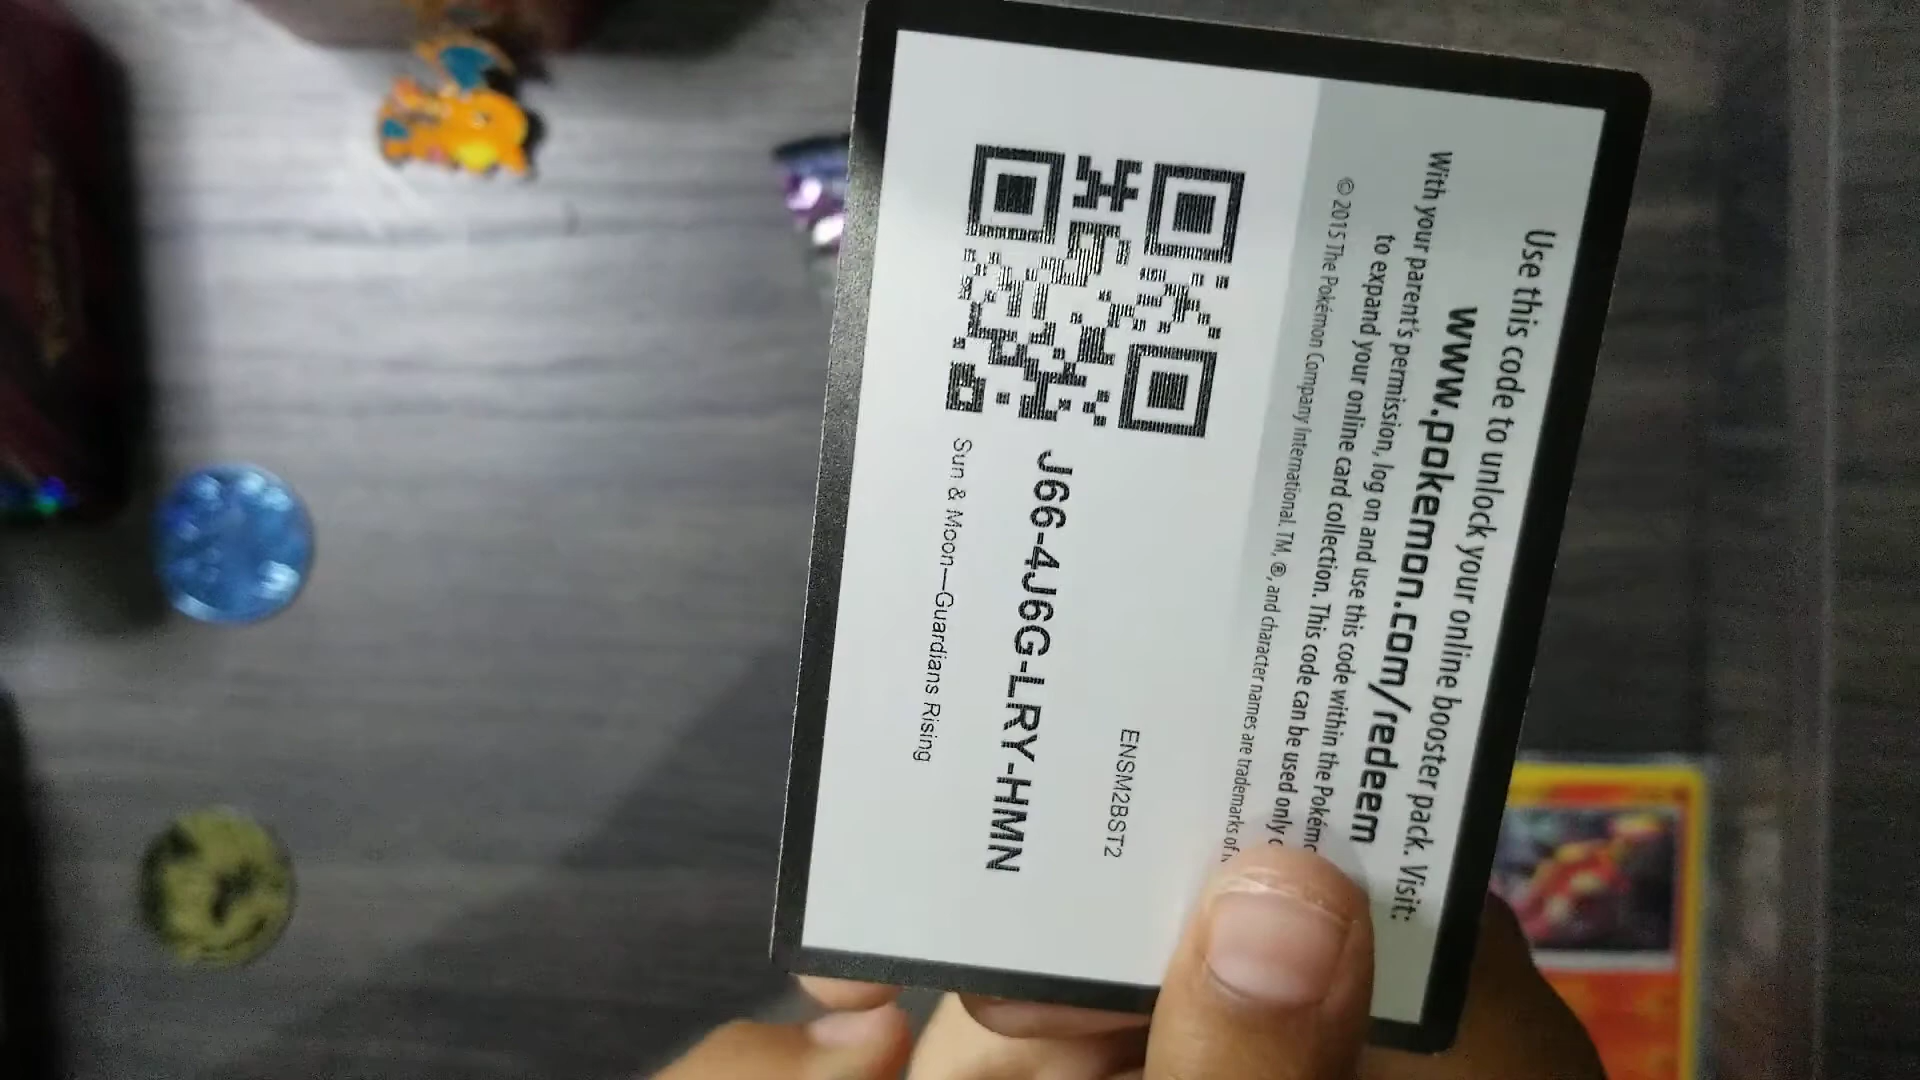 Use this code to unlock your online booster pack. Visit:
www.pokemon.com/redeem
With your parent's permission, log on and use this code within the Pokémo
to expand your online card collection. This code can be used only
© 2015 The Pokémon Company International. TM, ®, and character names are trademarks of
ENSM2BST2
J66-4J6G-LRY-HMN
Sun & Moon—Guardians Rising